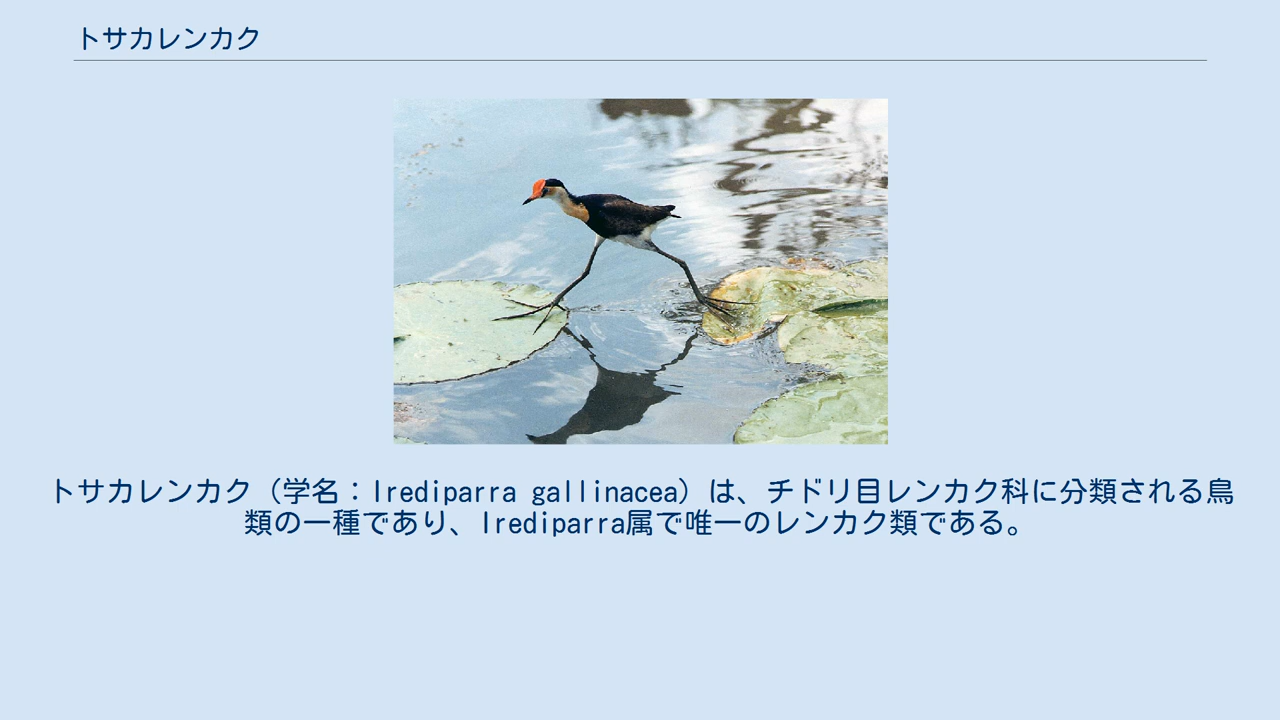 トサカレンカク
トサカレンカク（学名：Irediparra gallinacea）は、チドリ目レンカク科に分類される鳥
類の一種であり、Irediparra属で唯一のレンカク類である。